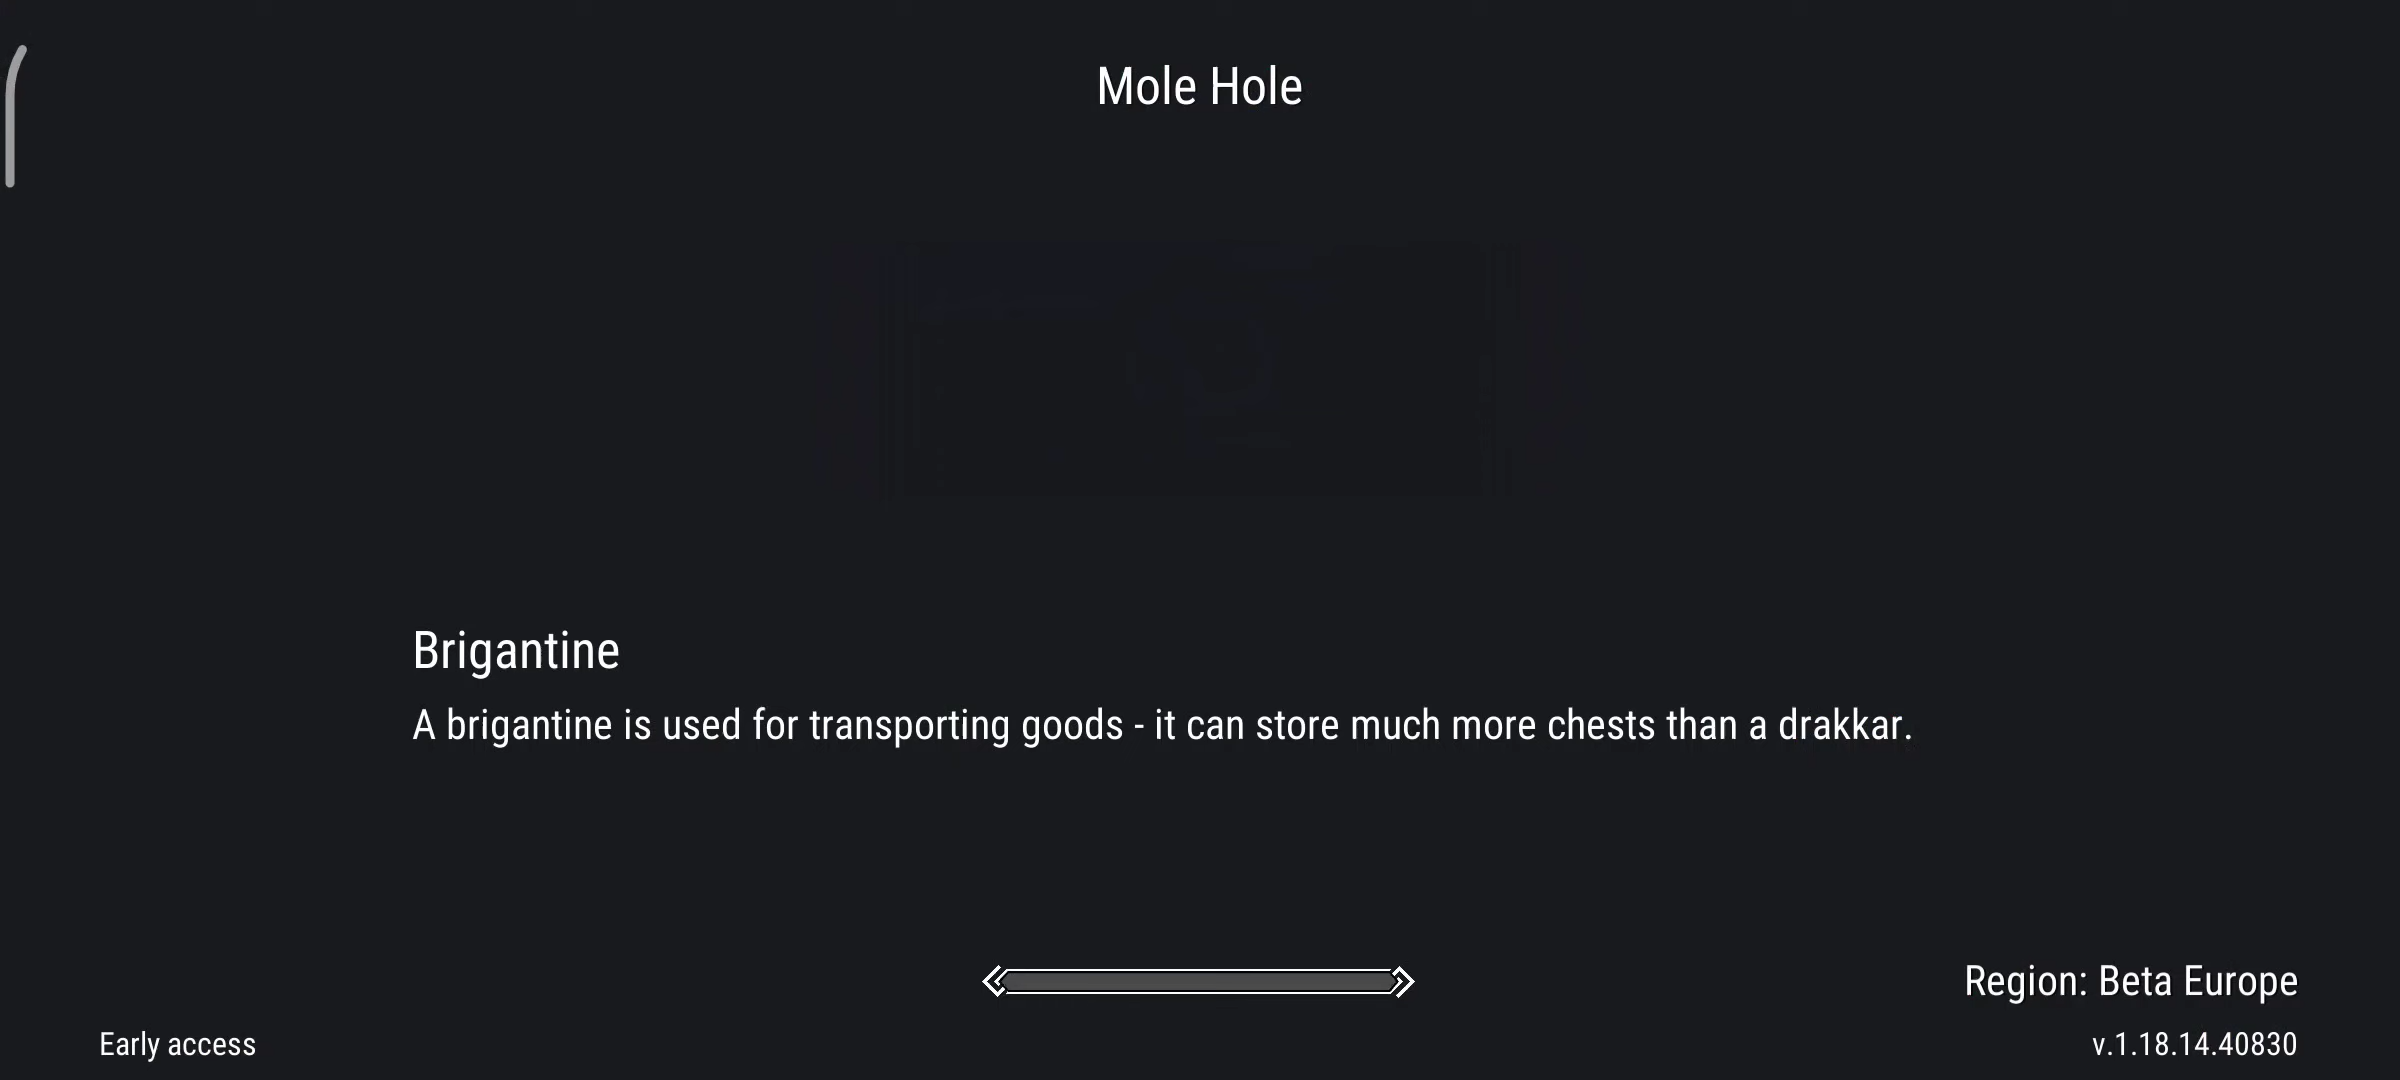 Mole Hole
Brigantine
A brigantine is used for transporting goods - it can store much more chests than a drakkar.
Region: Beta Europe
Early access
v.1.18.14.40830